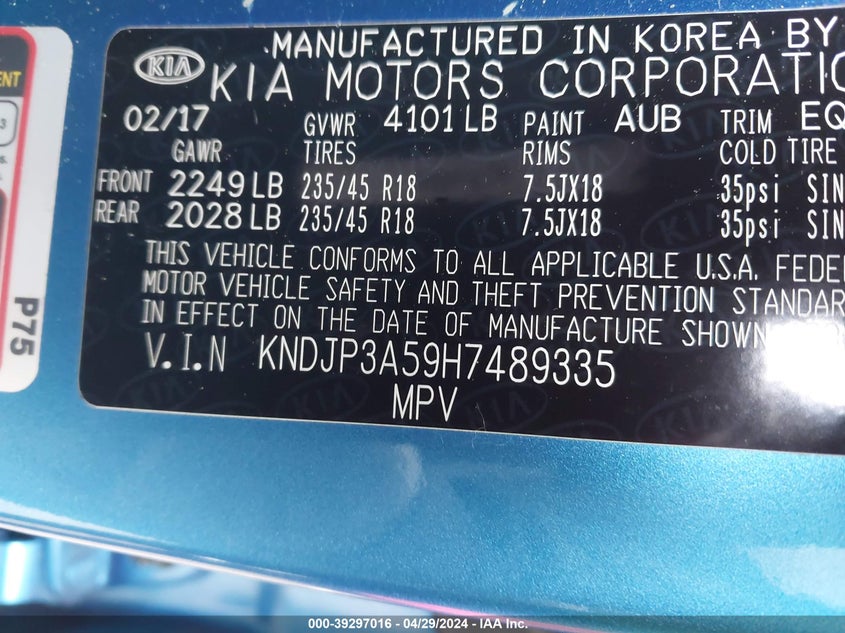 MANUFACTURED IN KOREA BY
KIA KIA MOTORS CORPORATIO
02/17 GVWR 4101 LB PAINT AUB TRIM EQ
GAWR TIRES RIMS COLD TIRE
FRONT 2249 LB 235/45 R18 7.5JX18 35psi SIN
REAR 2028 LB 235/45 R18 7.5JX18 35psi SIN
THIS VEHICLE CONFORMS TO ALL APPLICABLE U.S.A. FEDE
MOTOR VEHICLE SAFETY AND THEFT PREVENTION STANDAR
IN EFFECT ON THE DATE OF MANUFACTURE SHOWN
V.I.N KNDJP3A59H7489335
MPV
ENT
3
s.
P75
000-39297016 - 04/29/2024 - IAA Inc.